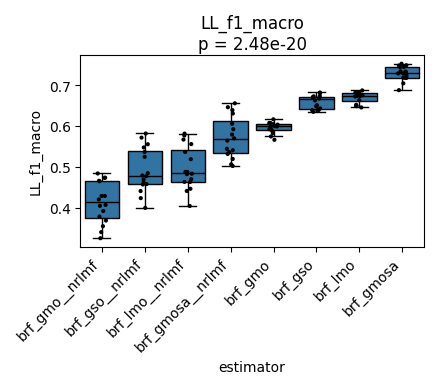 LL_f1_macro
p = 2.48e-20
LL_f1_macro
0.7
0.6
0.5
0.4
brf_gmo__nrlmf
brf_gso__nrlmf
brf_lmo__nrlmf
brf_gmosa__nrlmf
brf_gmo
brf_gso
brf_lmo
brf_gmosa
estimator